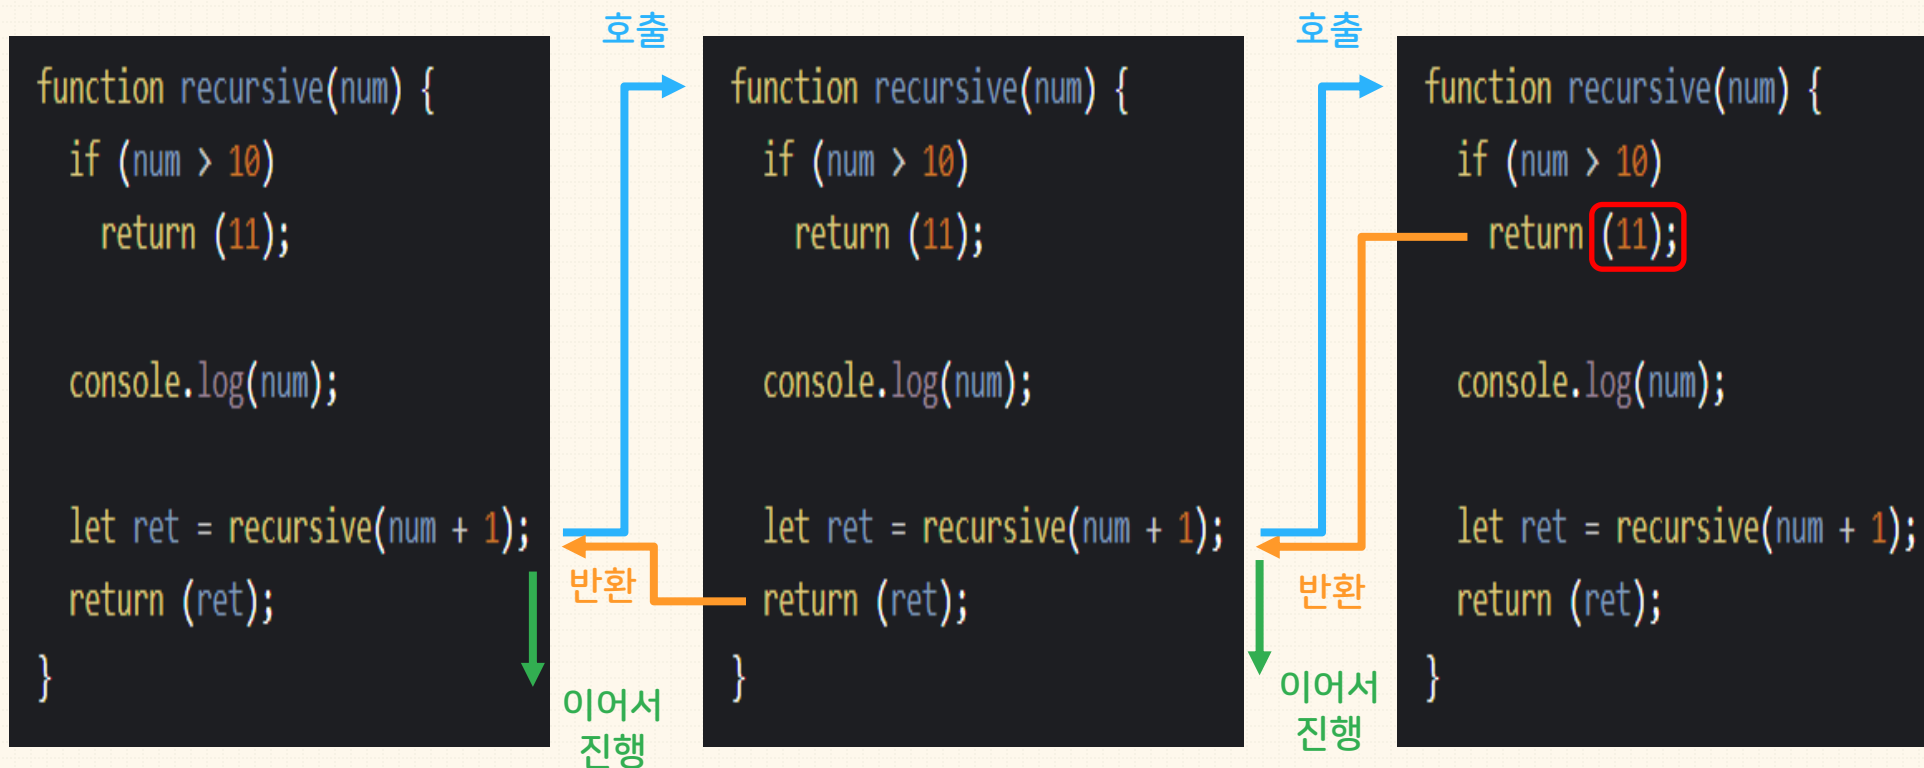 호출
호출
function recursive(num) {
if (num > 10)
return (11);
console.log(num);
let ret = recursive(num + 1);
return (ret);
}
반환
이어서
진행
function recursive(num) {
if (num > 10)
return (11);
console.log(num);
let ret = recursive(num + 1);
return (ret);
}
반환
이어서
진행
function recursive(num) {
if (num > 10)
return (11);
console.log(num);
let ret = recursive(num + 1);
return (ret);
}